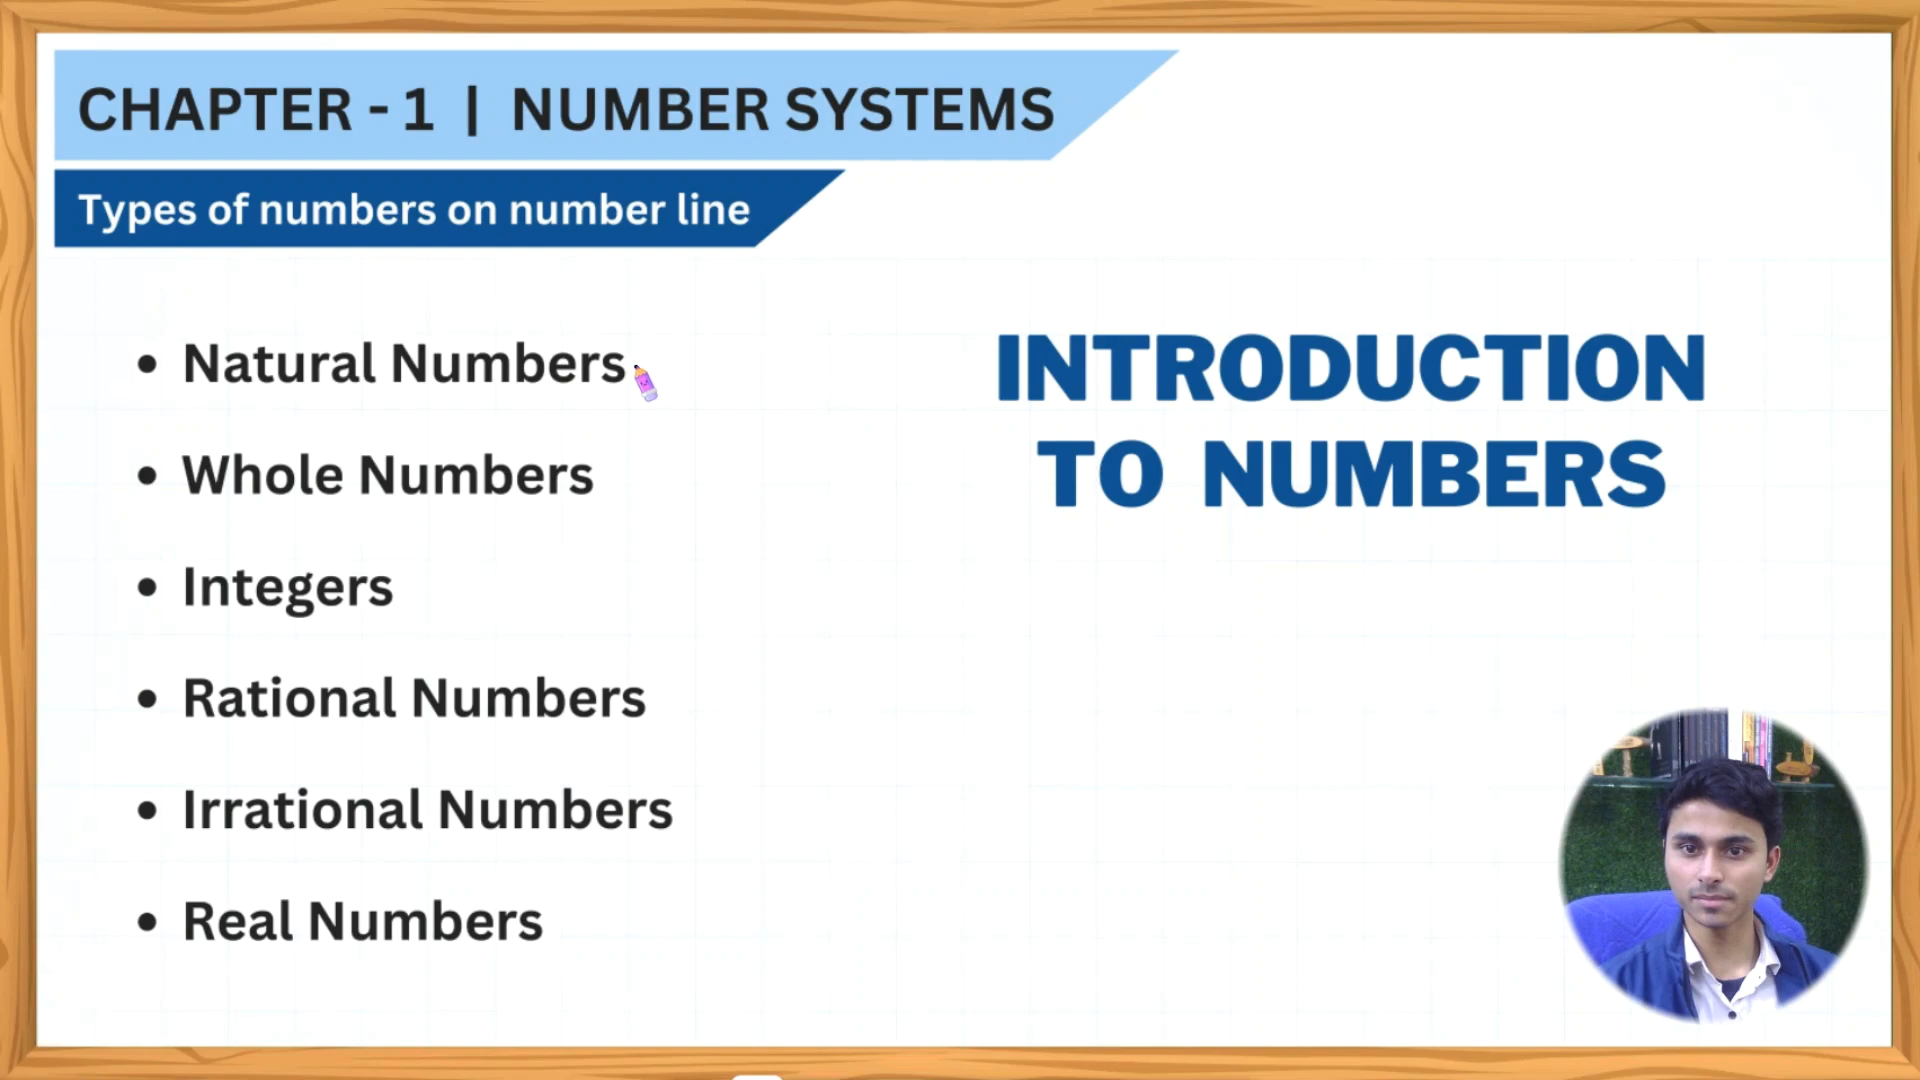 CHAPTER - 1 | NUMBER SYSTEMS
Types of numbers on number line
• Natural Numbers
• Whole Numbers
• Integers
• Rational Numbers
• Irrational Numbers
• Real Numbers
INTRODUCTION
TO NUMBERS